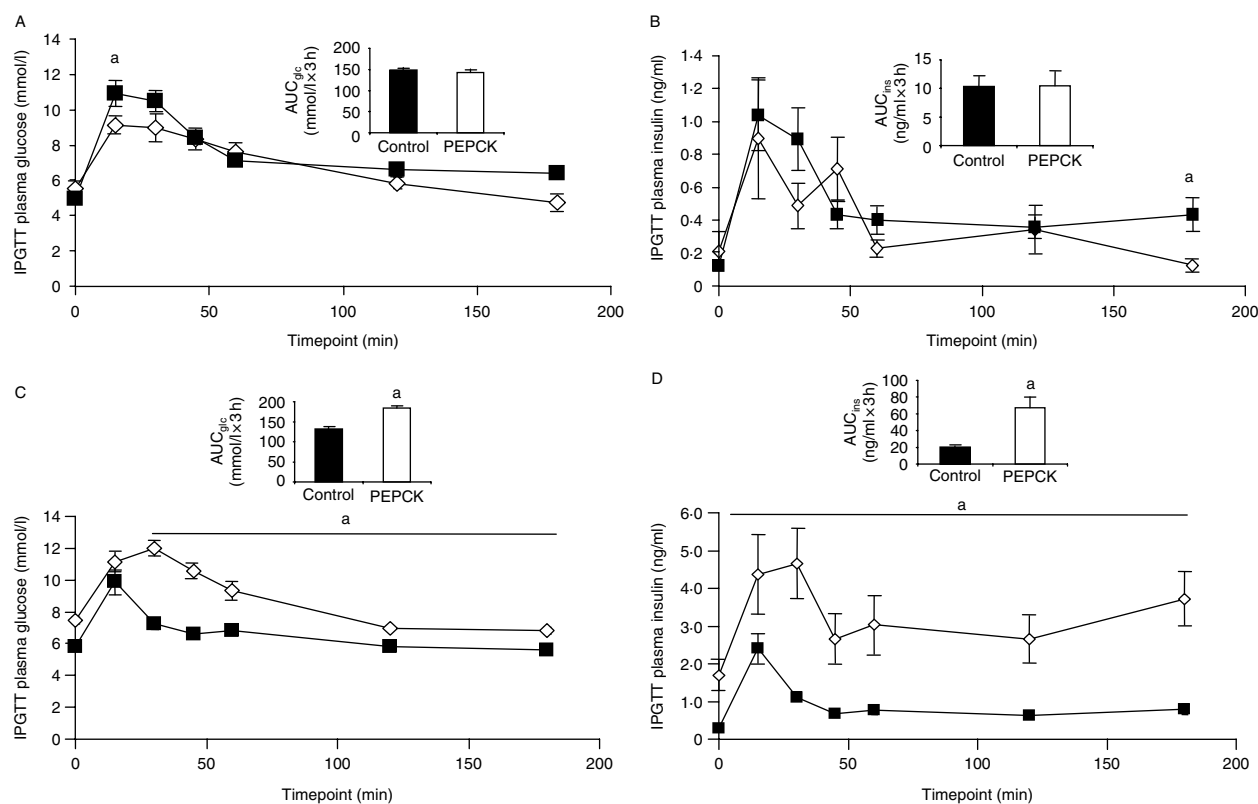 A
IPGTT plasma glucose (mmol/l)
14
12
10
8
6
4
2
0
a
0
50
100
150
200
Timepoint (min)
AUCglc
(mmol/l×3 h)
200
150
100
50
0
Control
PEPCK
B
IPGTT plasma insulin (ng/ml)
1·4
1·2
1·0
0·8
0·6
0·4
0·2
0
a
0
50
100
150
200
Timepoint (min)
AUCins
(ng/ml×3 h)
15
10
5
0
Control
PEPCK
C
AUCglc
(mmol/l×3 h)
200
150
100
50
0
a
Control
PEPCK
IPGTT plasma glucose (mmol/l)
14
12
10
8
6
4
2
0
a
0
50
100
150
200
Timepoint (min)
D
AUCins
(ng/ml×3 h)
100
80
60
40
20
0
a
Control
PEPCK
IPGTT plasma insulin (ng/ml)
6·0
5·0
4·0
3·0
2·0
1·0
0
a
0
50
100
150
200
Timepoint (min)